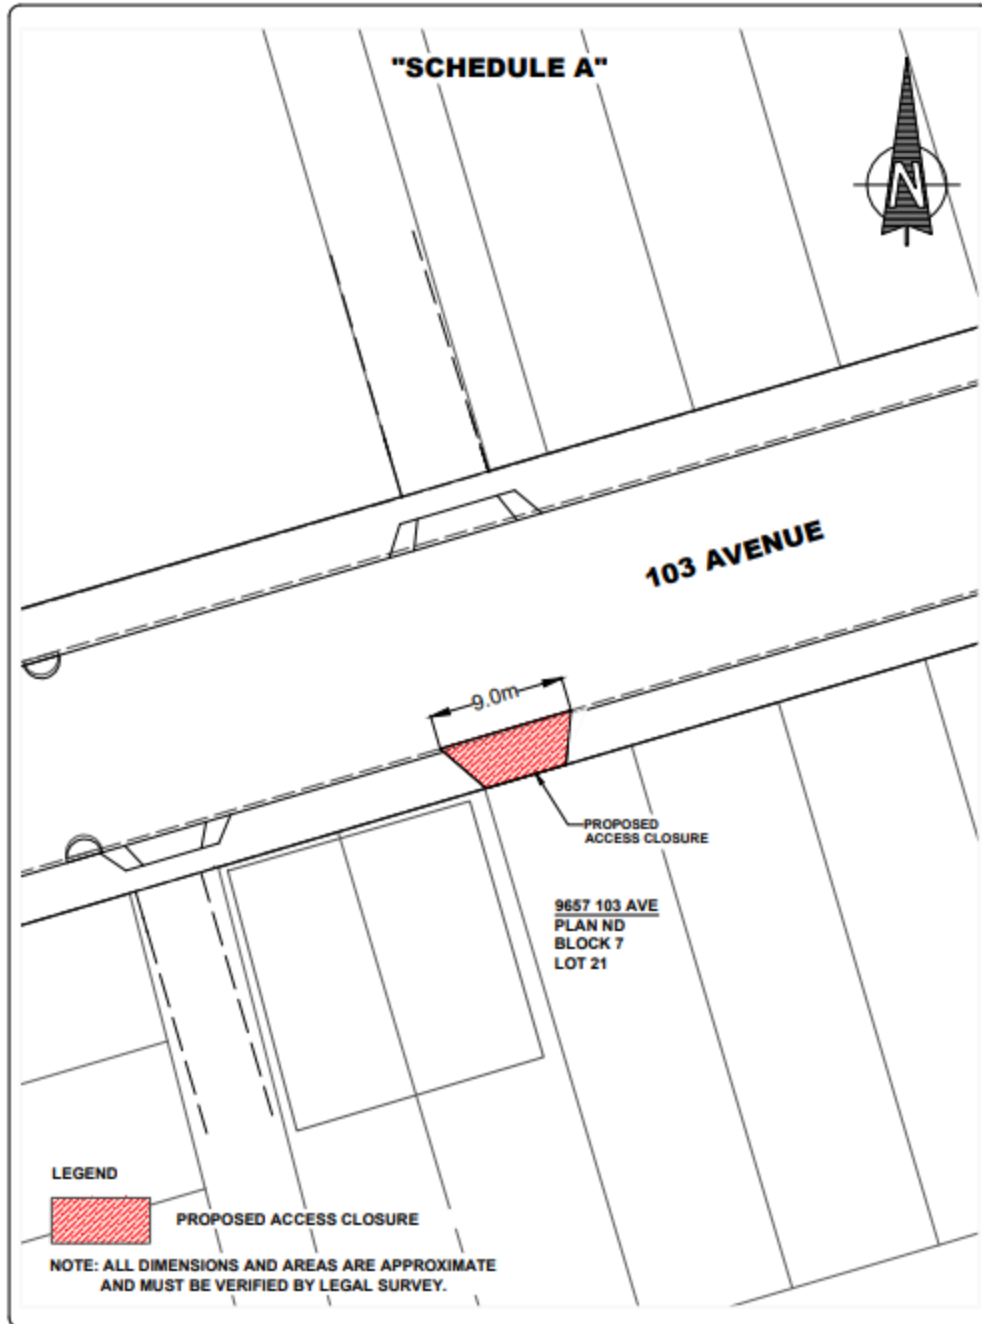 "SCHEDULE A"
N
103 AVENUE
9.0m
PROPOSED
ACCESS CLOSURE
9657 103 AVE
PLAN ND
BLOCK 7
LOT 21
LEGEND
PROPOSED ACCESS CLOSURE
NOTE: ALL DIMENSIONS AND AREAS ARE APPROXIMATE
AND MUST BE VERIFIED BY LEGAL SURVEY.